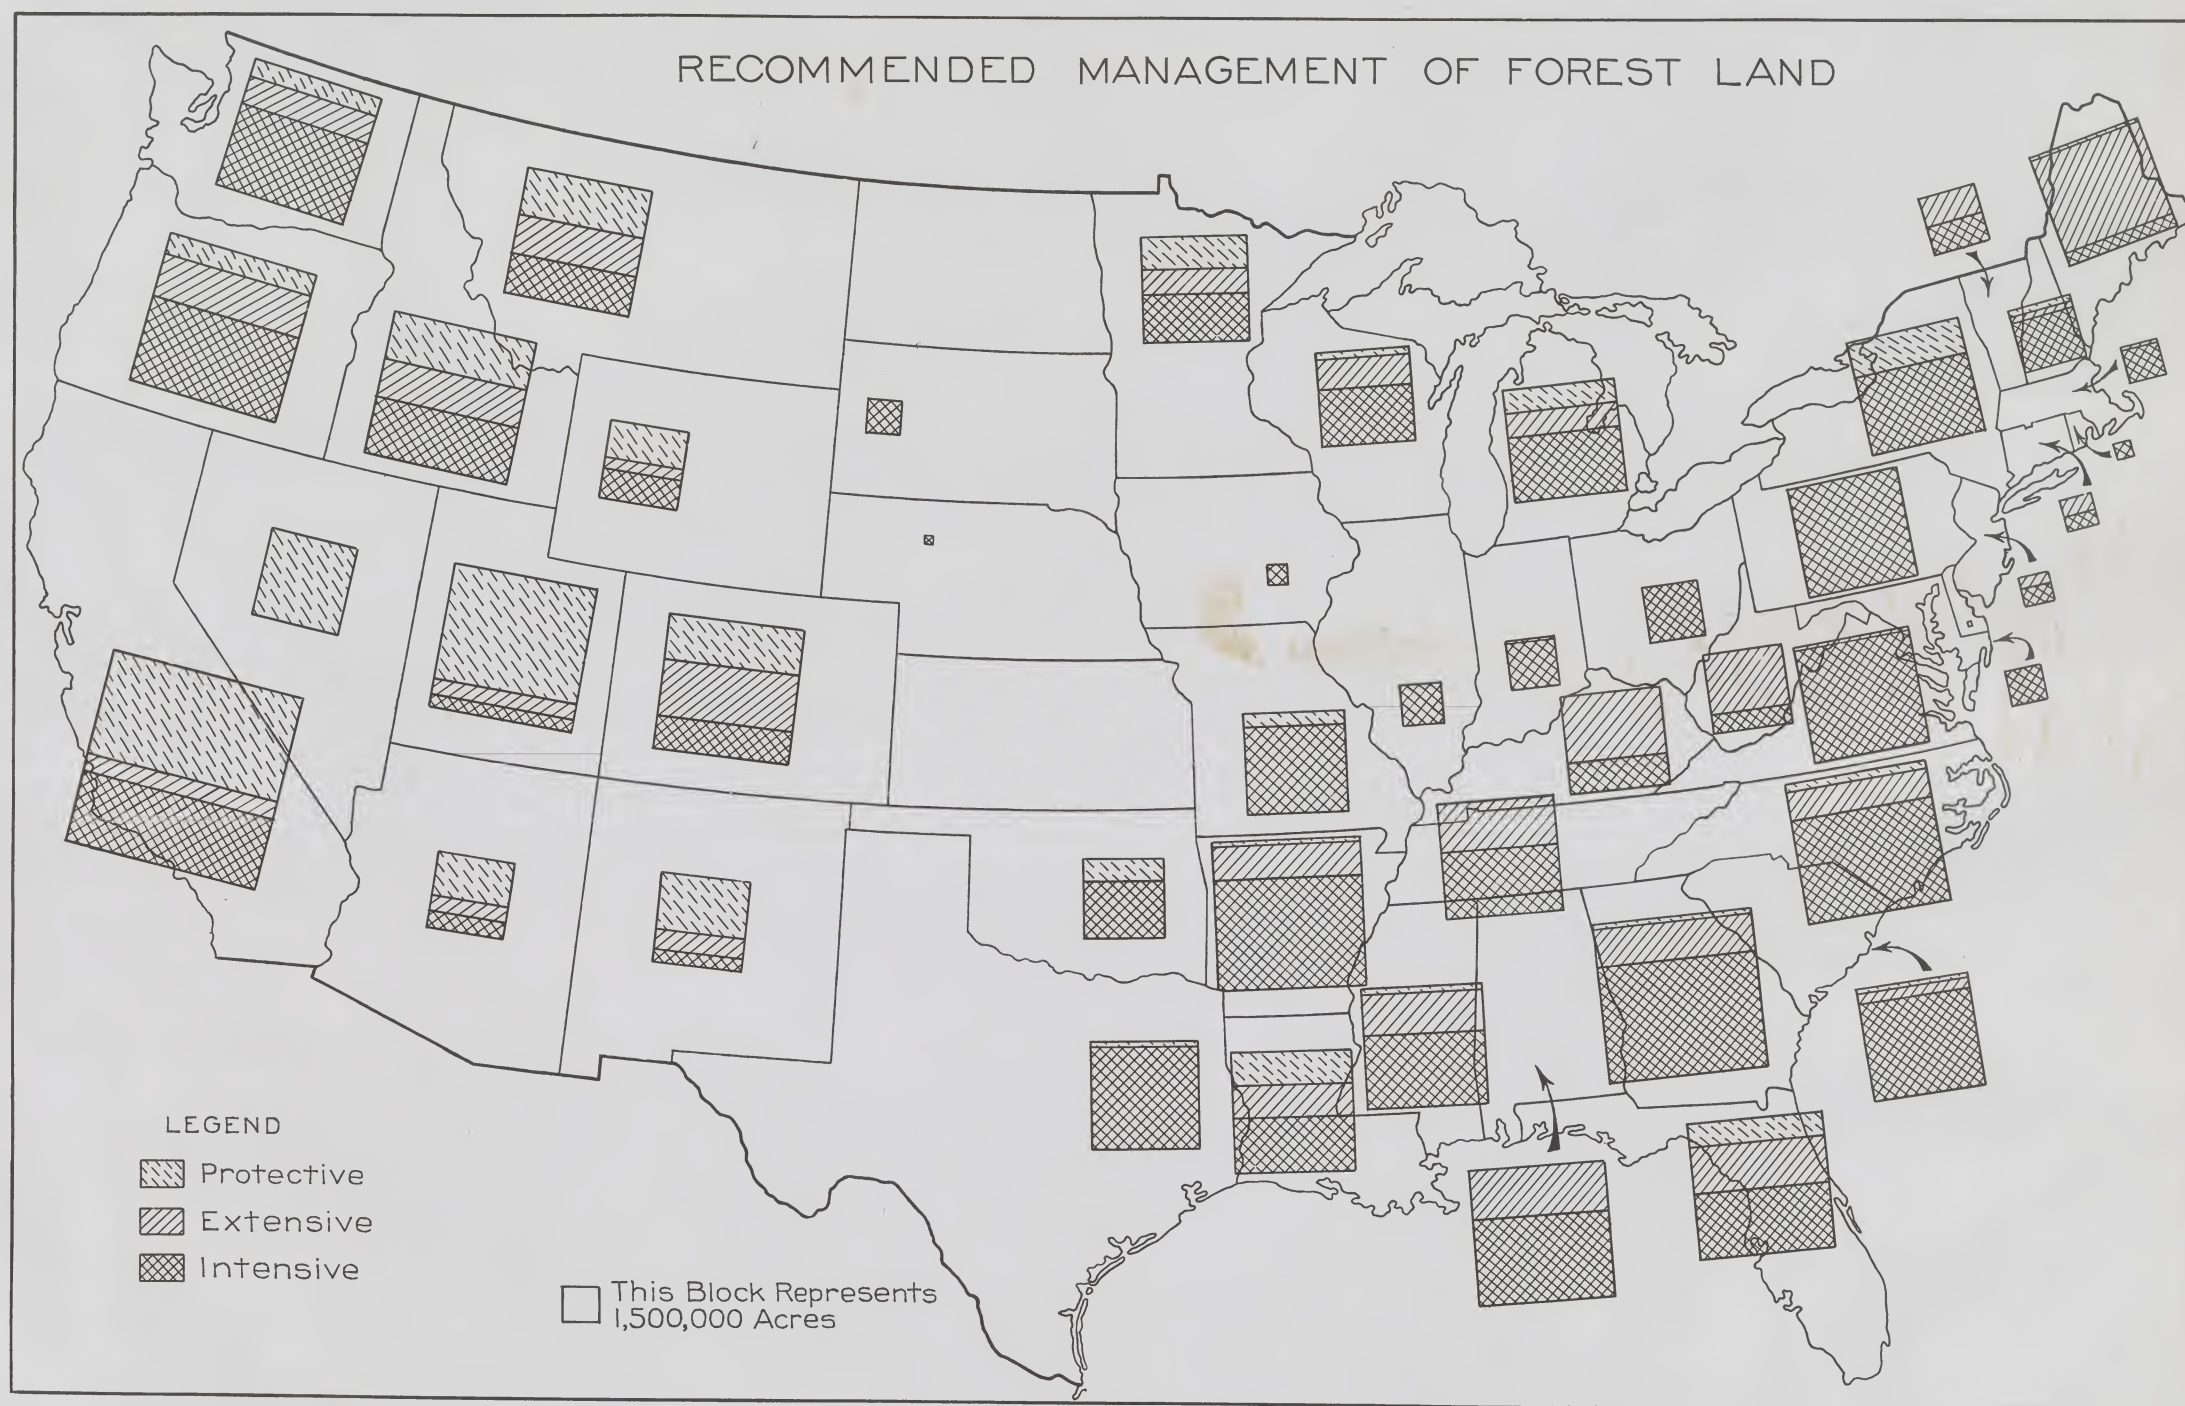 RECOMMENDED MANAGEMENT OF FOREST LAND
LEGEND
Protective
Extensive
Intensive
This Block Represents
1,500,000 Acres